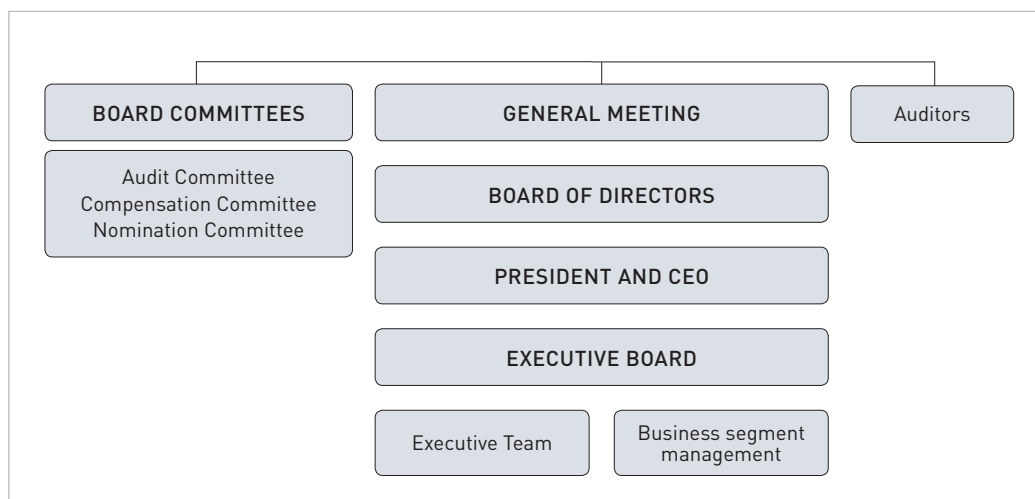 BOARD COMMITTEES
Audit Committee
Compensation Committee
Nomination Committee
GENERAL MEETING
BOARD OF DIRECTORS
PRESIDENT AND CEO
EXECUTIVE BOARD
Executive Team
Business segment
management
Auditors